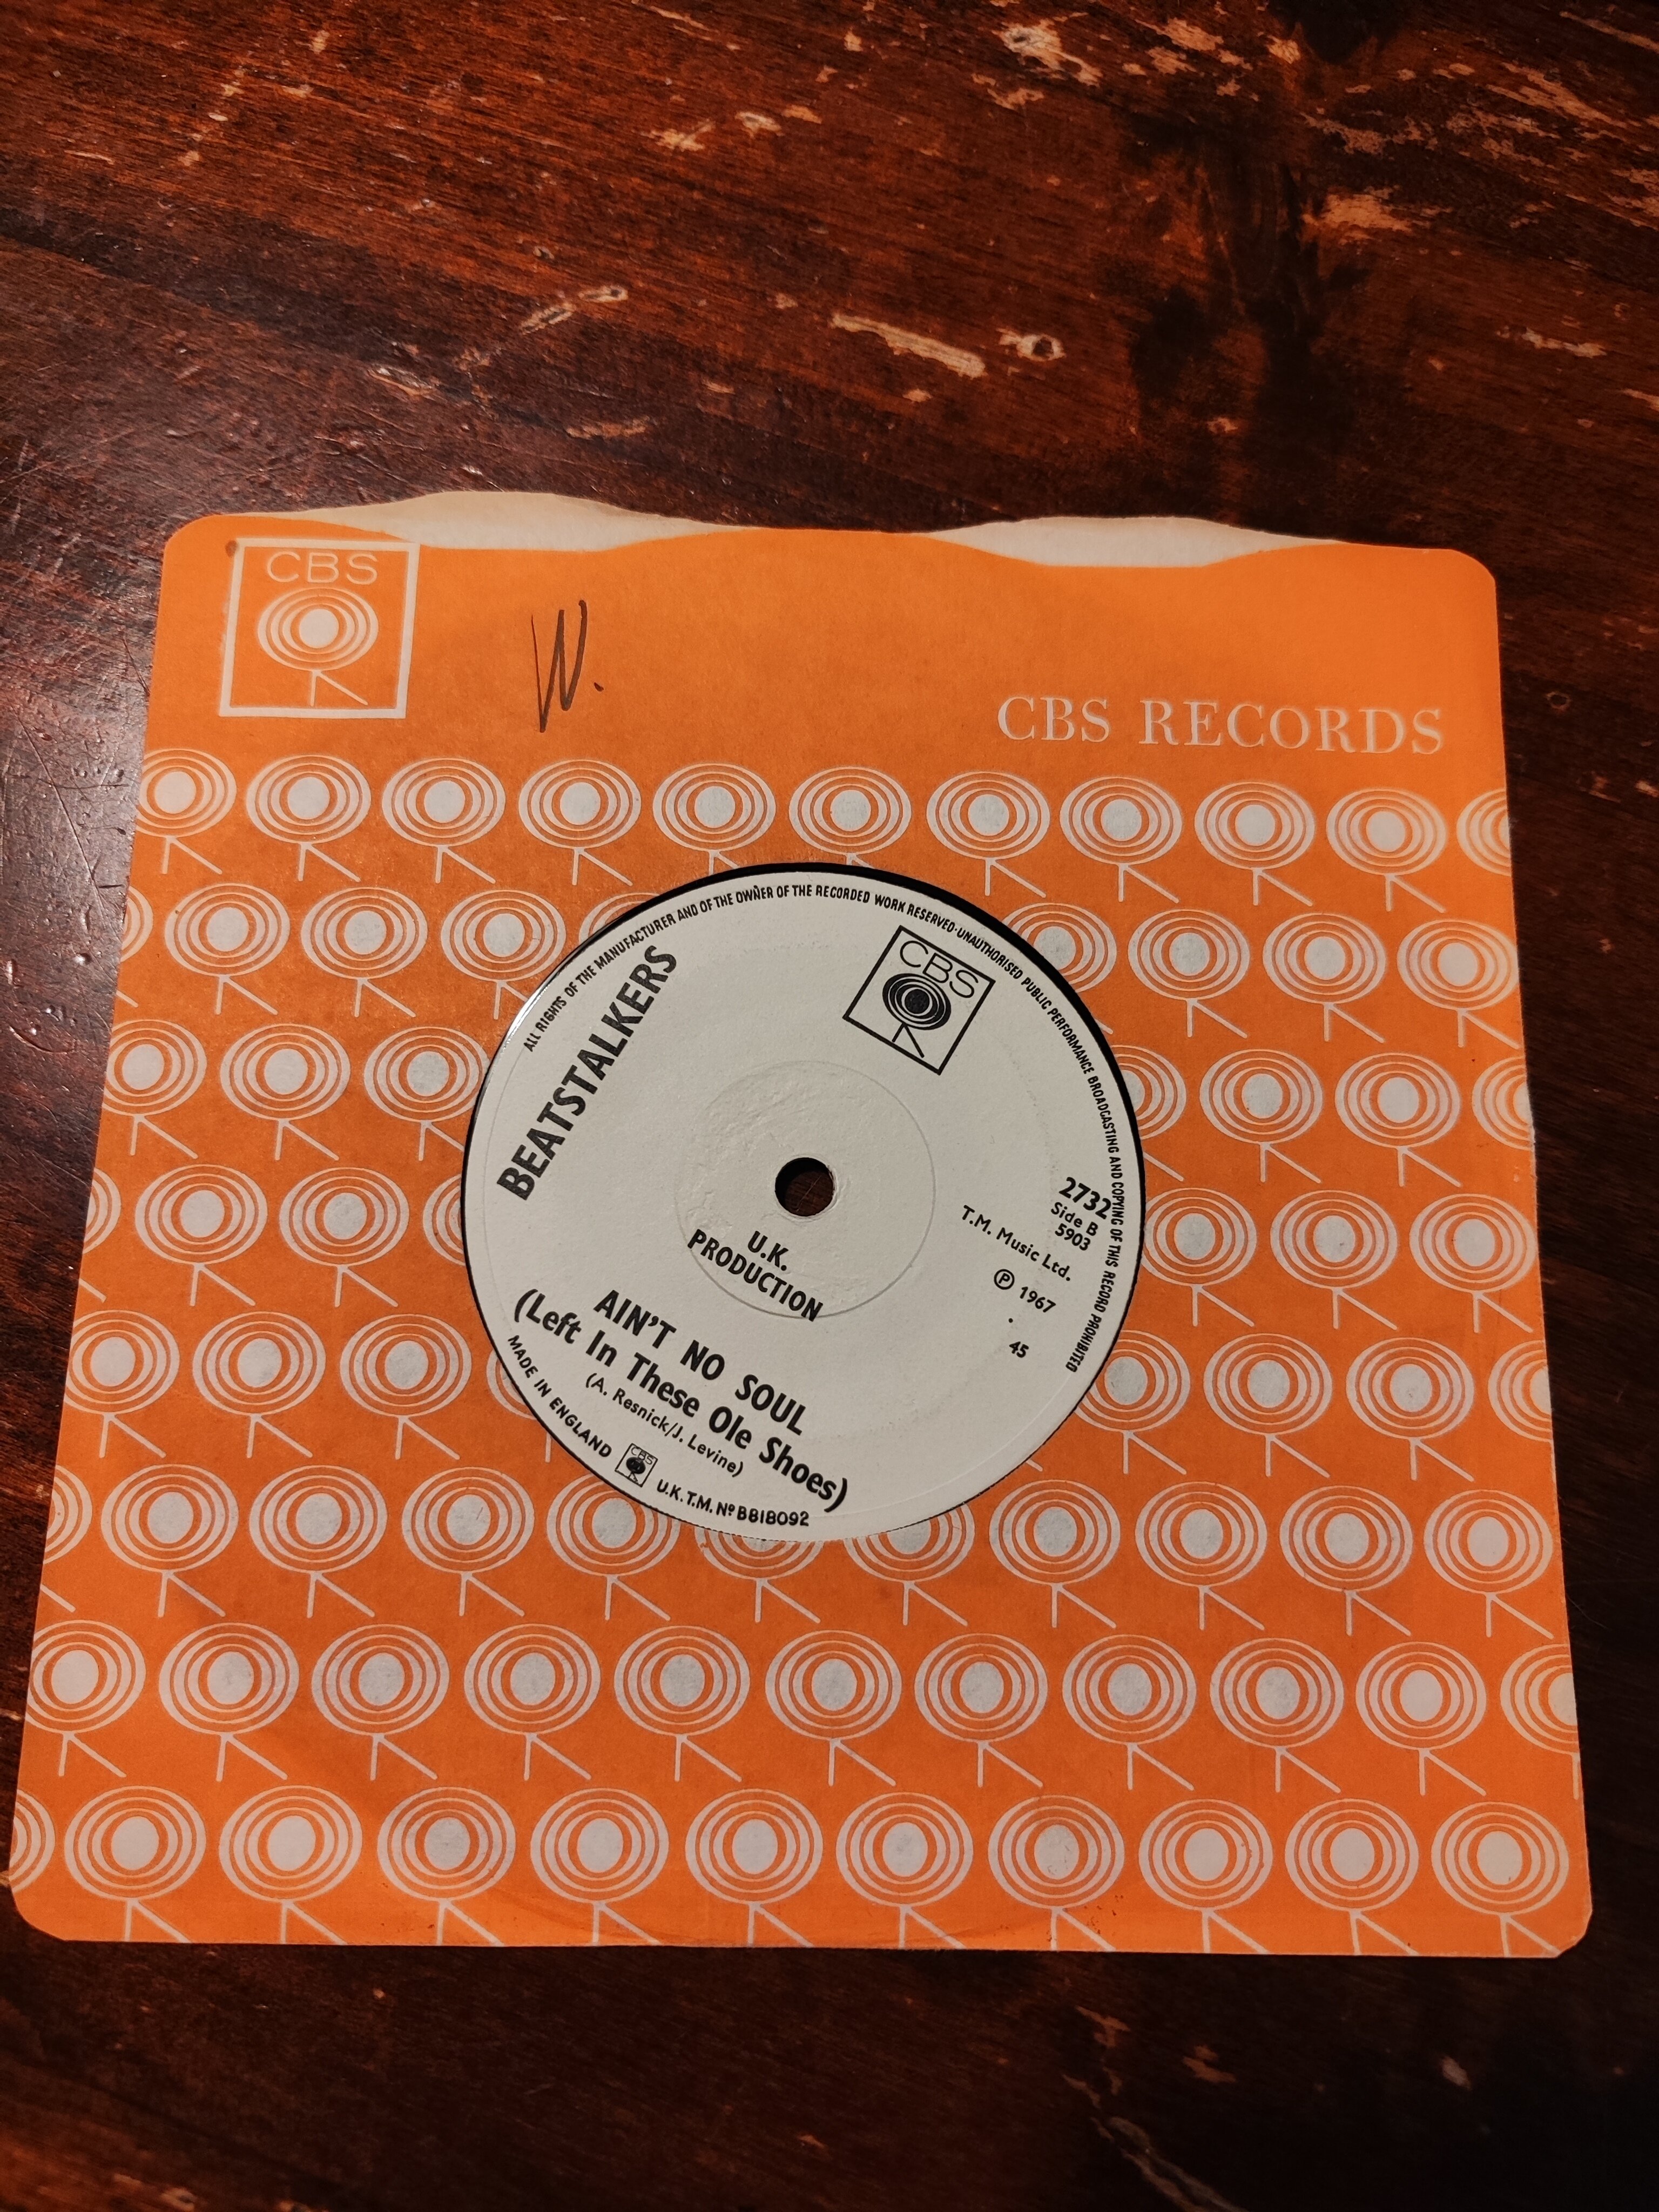 CBS
W.
CBS RECORDS
ALL RIGHTS OF THE MANUFACTURER AND OF THE OWNER OF THE RECORDED WORK RESERVED·UNAUTHORISED PUBLIC PERFORMANCE BROADCASTING AND COPYING OF THIS RECORD PROHIBITED
CBS
BEATSTALKERS
2732
Side B
5903
T.M. Music Ltd.
Ⓟ 1967
·
45
U.K.
PRODUCTION
AIN'T NO SOUL
(Left In These Ole Shoes)
(A. Resnick/J. Levine)
MADE IN ENGLAND CBS U.K.T.M. Nº B818092